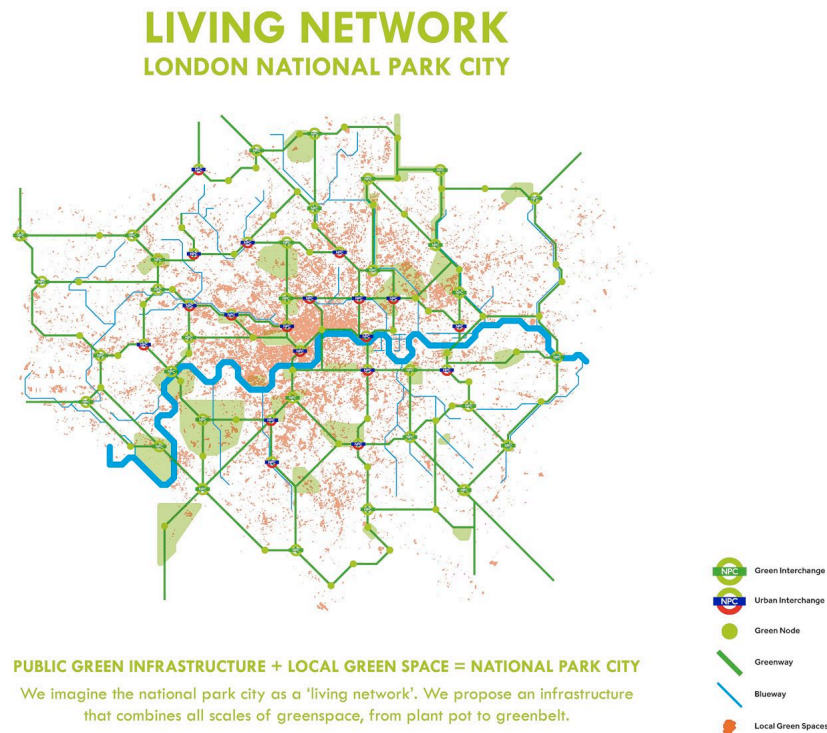 LIVING NETWORK
LONDON NATIONAL PARK CITY
NPC Green Interchange
NPC Urban Interchange
Green Node
Greenway
Blueway
Local Green Spaces
PUBLIC GREEN INFRASTRUCTURE + LOCAL GREEN SPACE = NATIONAL PARK CITY
We imagine the national park city as a ‘living network’. We propose an infrastructure
that combines all scales of greenspace, from plant pot to greenbelt.